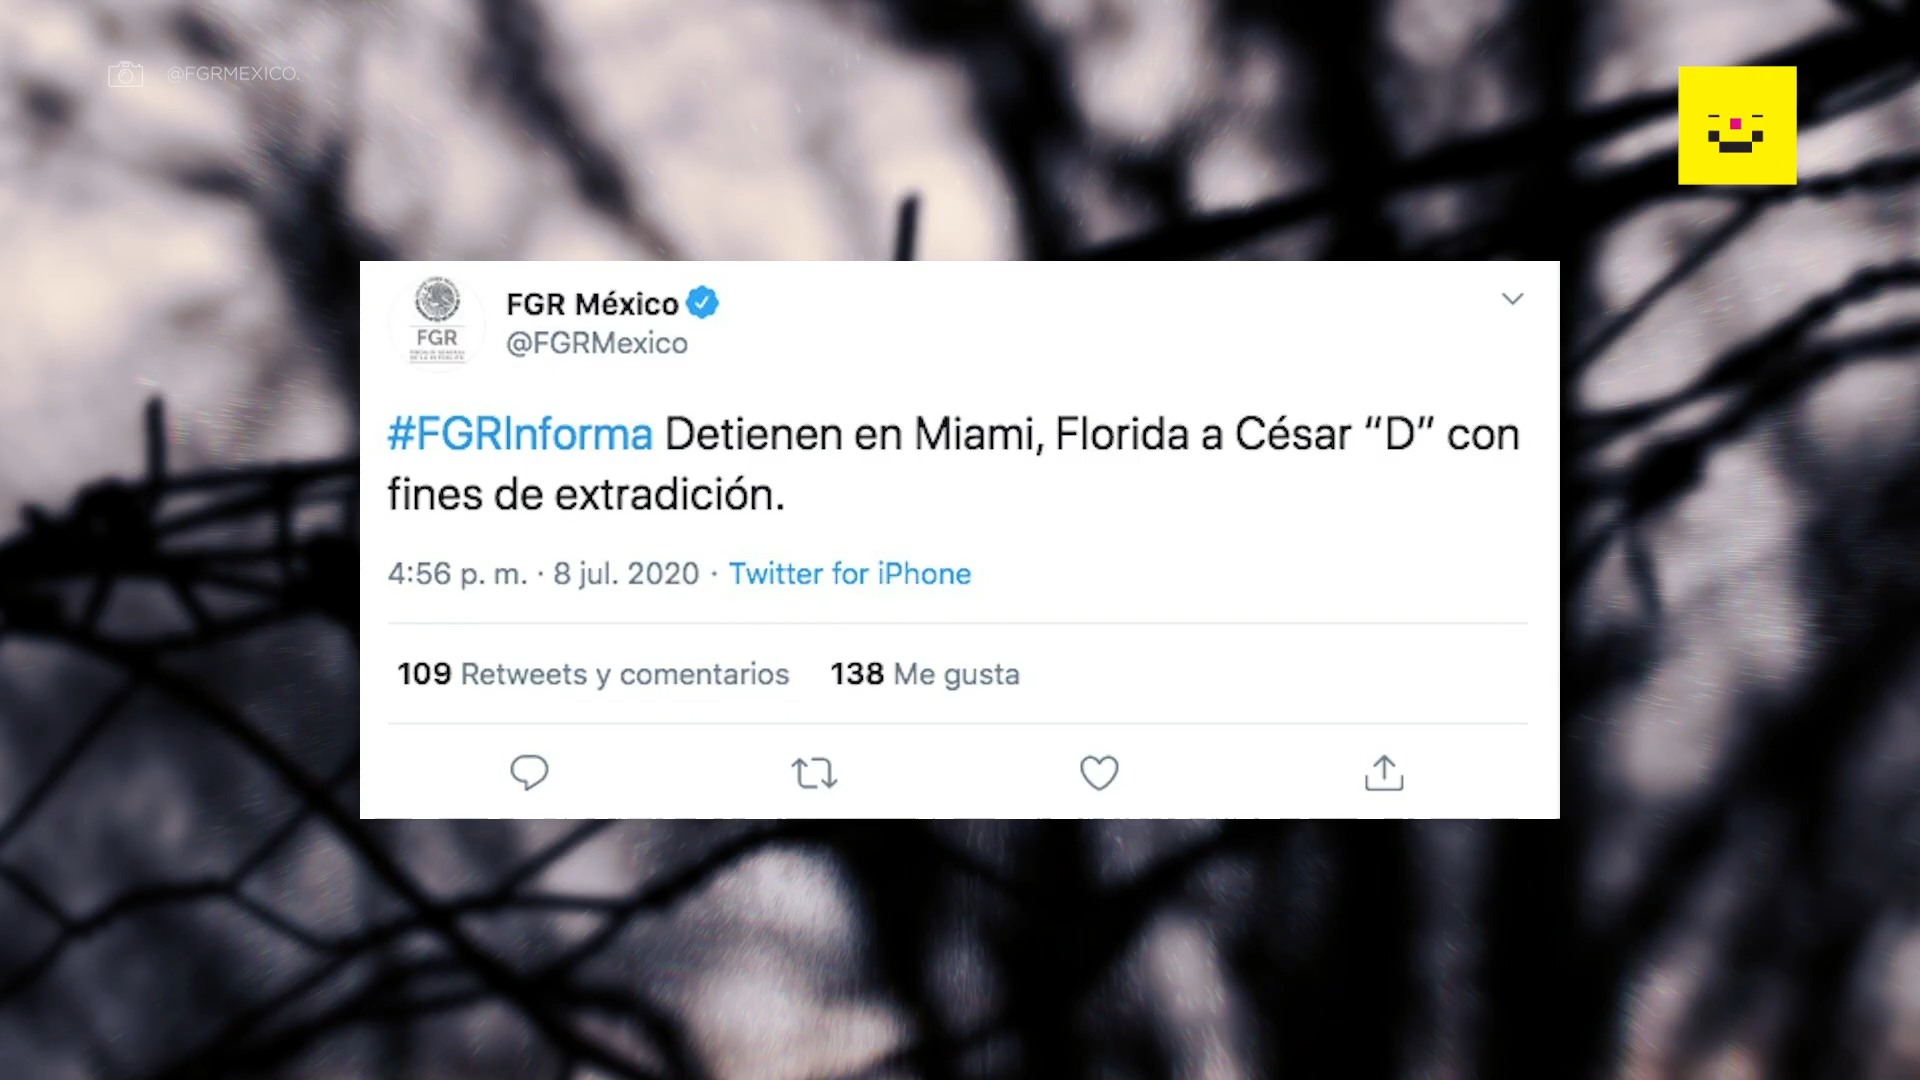 @FGRMEXICO.
FGR México
@FGRMexico
FGR
#FGRInforma Detienen en Miami, Florida a César “D” con
fines de extradición.
4:56 p. m. · 8 jul. 2020 · Twitter for iPhone
109 Retweets y comentarios 138 Me gusta